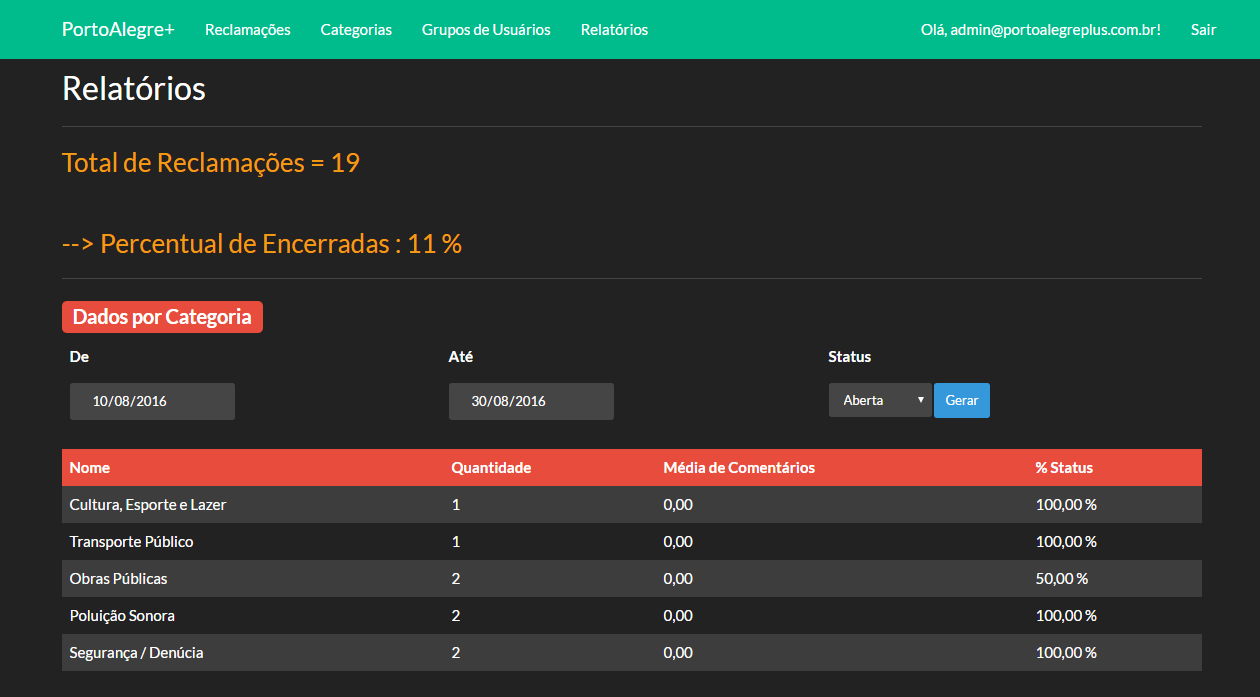 PortoAlegre+ Reclamações Categorias Grupos de Usuários Relatórios Olá, admin@portoalegreplus.com.br! Sair
Relatórios
Total de Reclamações = 19
--> Percentual de Encerradas : 11 %
Dados por Categoria
De Até Status
10/08/2016 30/08/2016 Aberta Gerar
Nome Quantidade Média de Comentários % Status
Cultura, Esporte e Lazer 1 0,00 100,00 %
Transporte Público 1 0,00 100,00 %
Obras Públicas 2 0,00 50,00 %
Poluição Sonora 2 0,00 100,00 %
Segurança / Denúcia 2 0,00 100,00 %